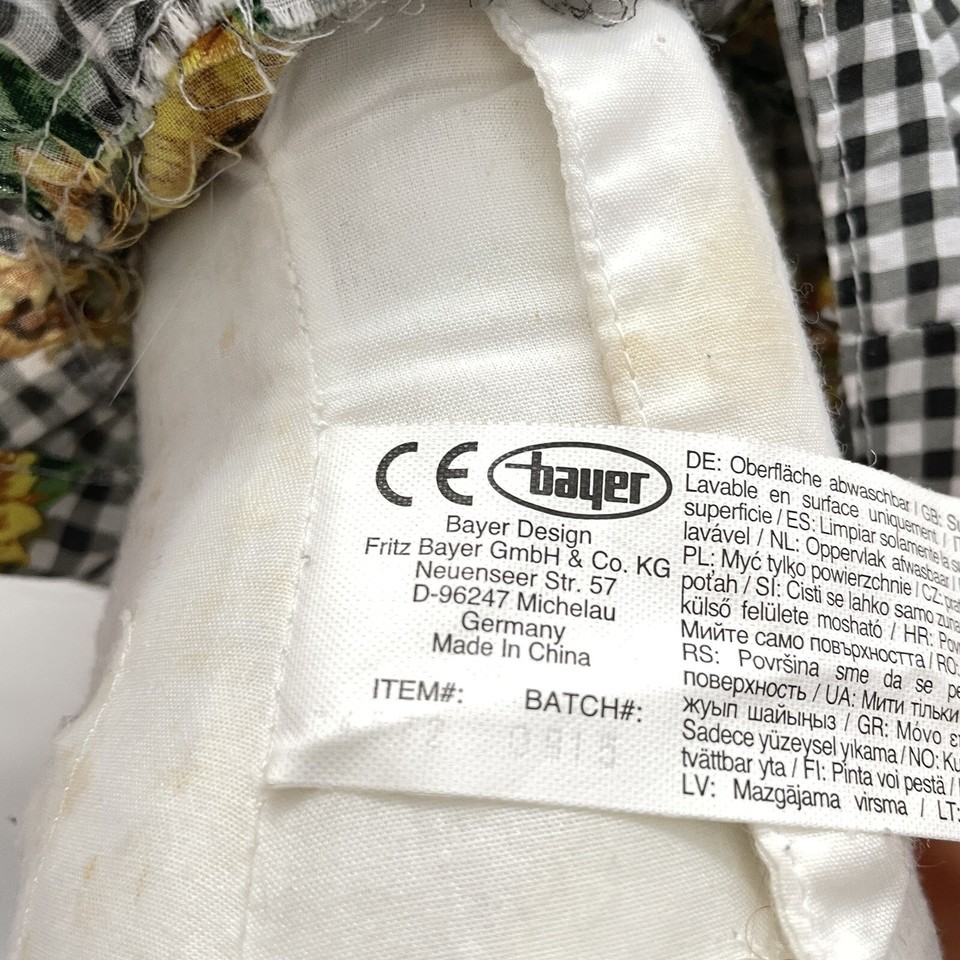 CE bayer
Bayer Design
Fritz Bayer GmbH & Co. KG
Neuenseer Str. 57
D-96247 Michelau
Germany
Made In China
ITEM#: BATCH#:
DE: Oberfläche abwaschbar / GB:
Lavable en surface uniquement /
superficie / ES: Limpiar solamente la
lavável / NL: Oppervlak afwasbaar /
PL: Myć tylko powierzchnie / CZ:
poťah / SI: Čisti se lahko samo
külső felülete mosható / HR:
Мийте само повърхността / RO:
RS: Površina sme da se
поверхность / UA: Мити тільки
жуып шайыңыз / GR: Μόνο
Sadece yüzeysel yıkama / NO:
tvättbar yta / FI: Pinta voi pestä /
LV: Mazgājama virsma / LT: